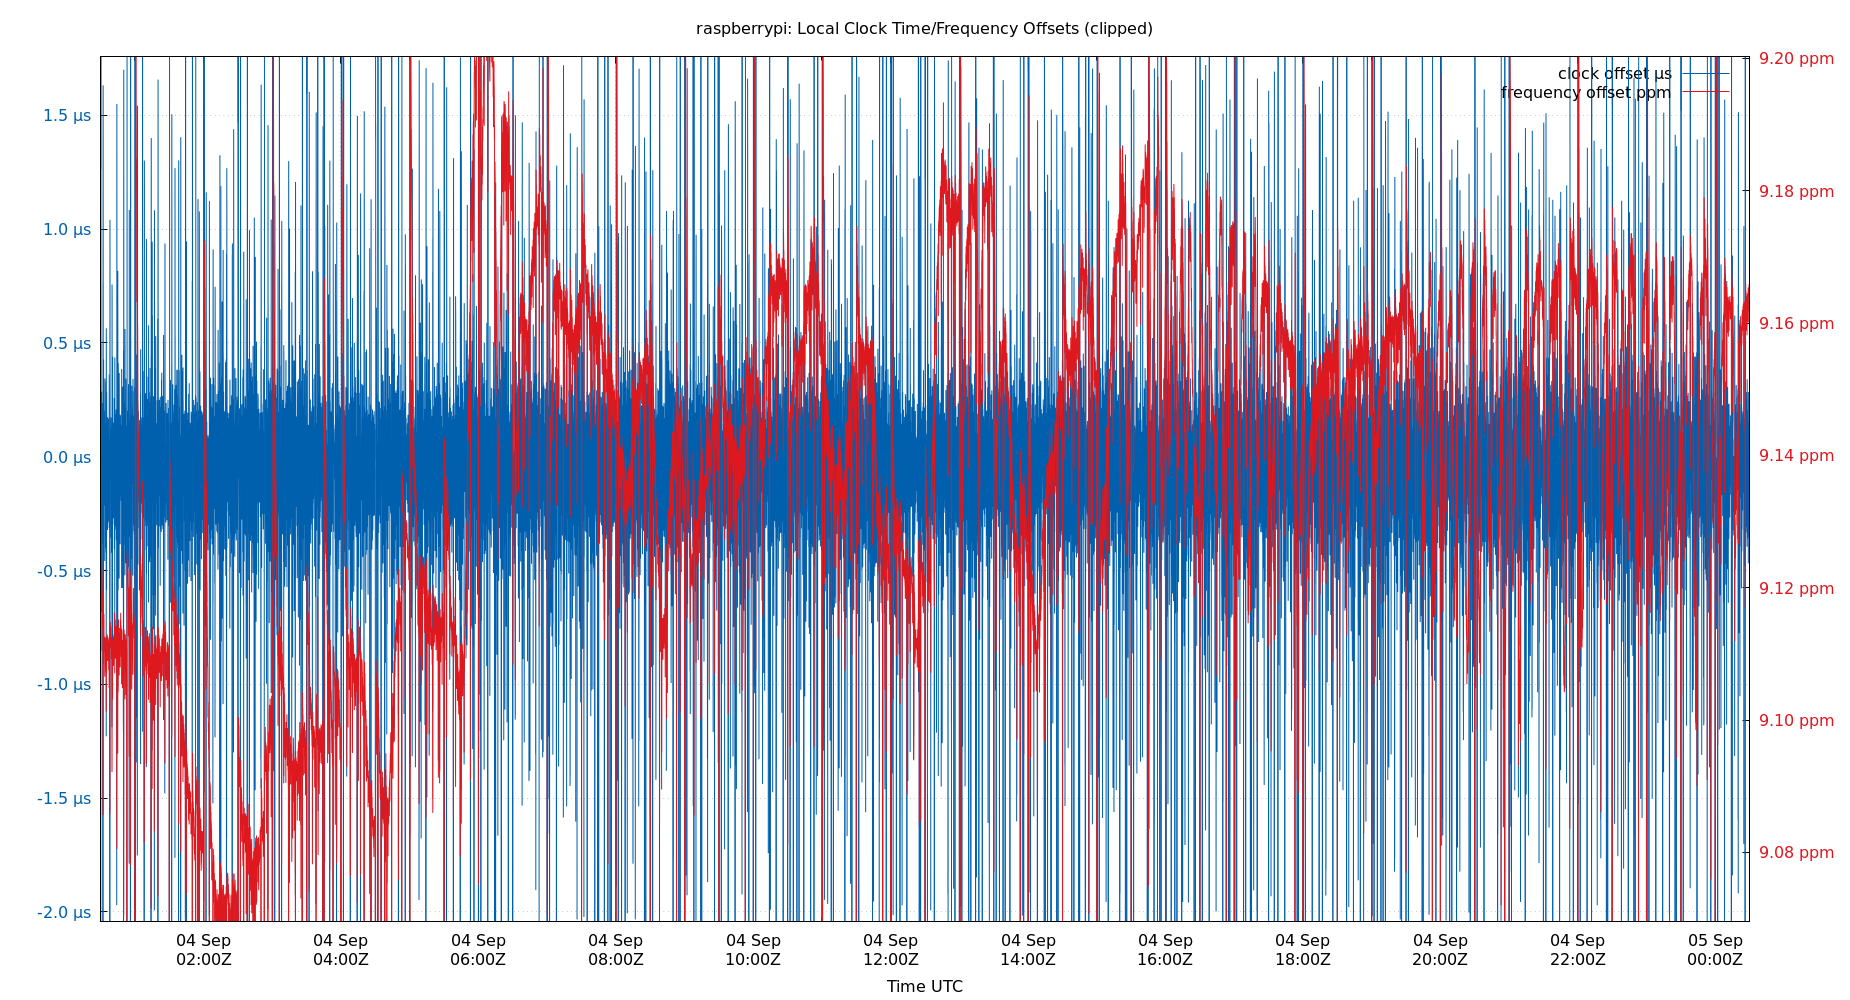 raspberrypi: Local Clock Time/Frequency Offsets (clipped)
9.20 ppm
clock offset µs
frequency offset ppm
1.5 µs
9.18 ppm
1.0 µs
0.5 µs
9.16 ppm
0.0 µs
9.14 ppm
-0.5 µs
9.12 ppm
-1.0 µs
9.10 ppm
-1.5 µs
9.08 ppm
-2.0 µs
04 Sep 04 Sep 04 Sep 04 Sep 04 Sep 04 Sep 04 Sep 04 Sep 04 Sep 04 Sep 04 Sep 05 Sep
02:00Z 04:00Z 06:00Z 08:00Z 10:00Z 12:00Z 14:00Z 16:00Z 18:00Z 20:00Z 22:00Z 00:00Z
Time UTC